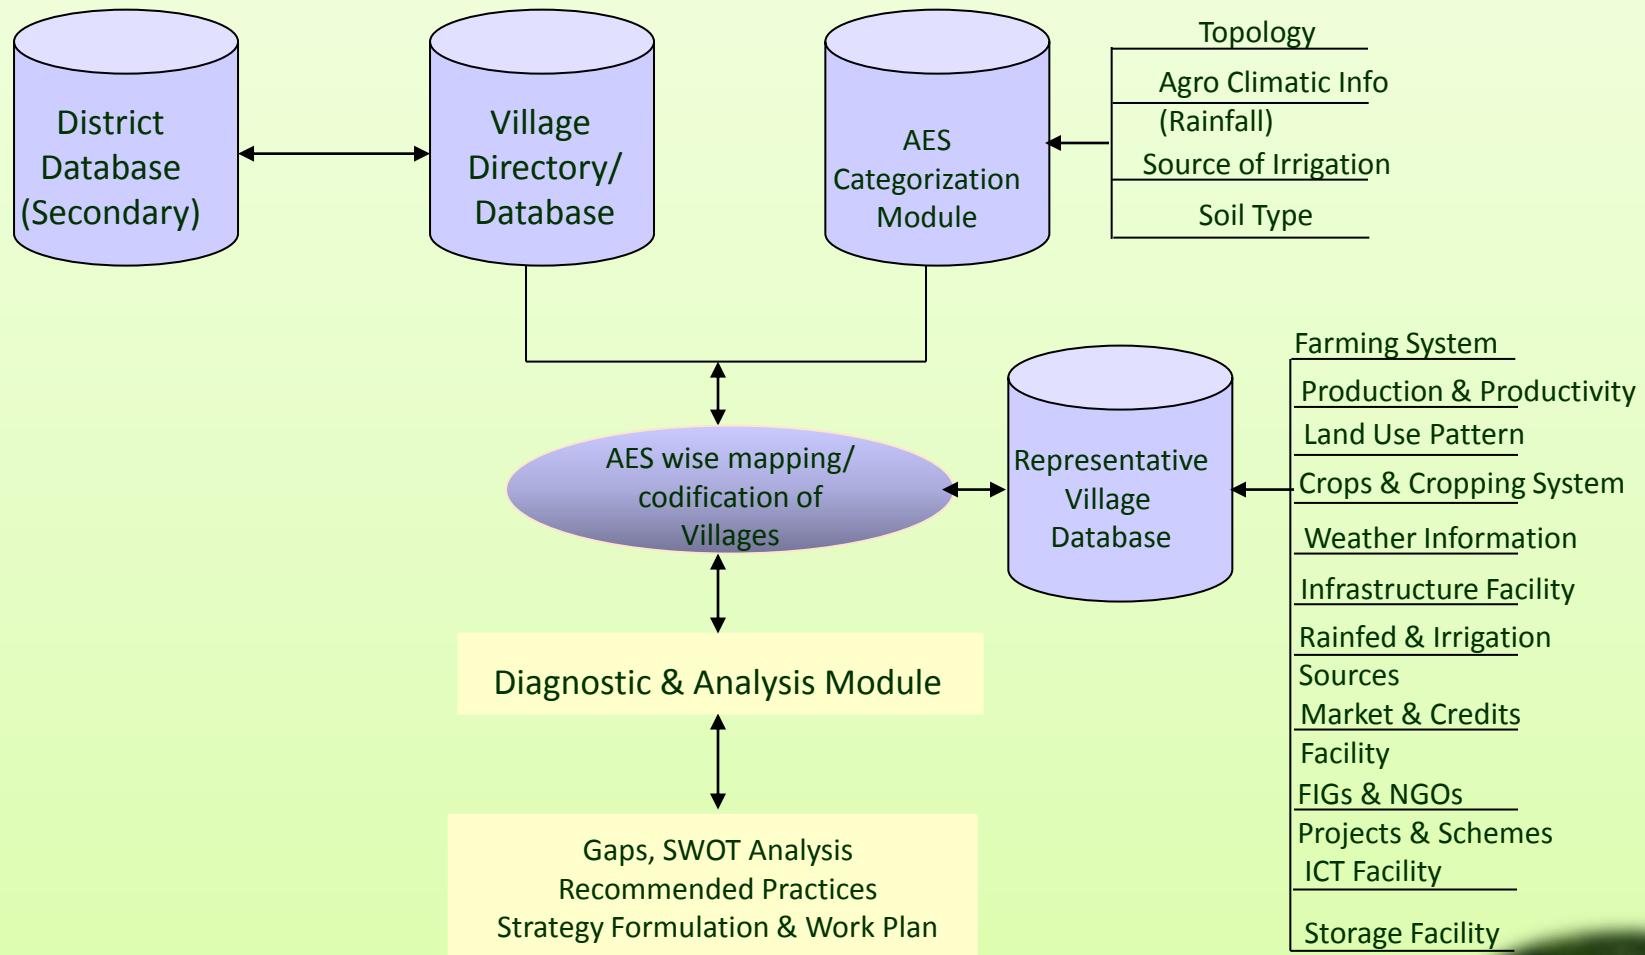 District
Database
(Secondary)
Village
Directory/
Database
AES
Categorization
Module
Topology
Agro Climatic Info
(Rainfall)
Source of Irrigation
Soil Type
AES wise mapping/
codification of
Villages
Representative
Village
Database
Farming System
Production & Productivity
Land Use Pattern
Crops & Cropping System
Weather Information
Infrastructure Facility
Rainfed & Irrigation
Sources
Market & Credits
Facility
FIGs & NGOs
Projects & Schemes
ICT Facility
Storage Facility
Diagnostic & Analysis Module
Gaps, SWOT Analysis
Recommended Practices
Strategy Formulation & Work Plan